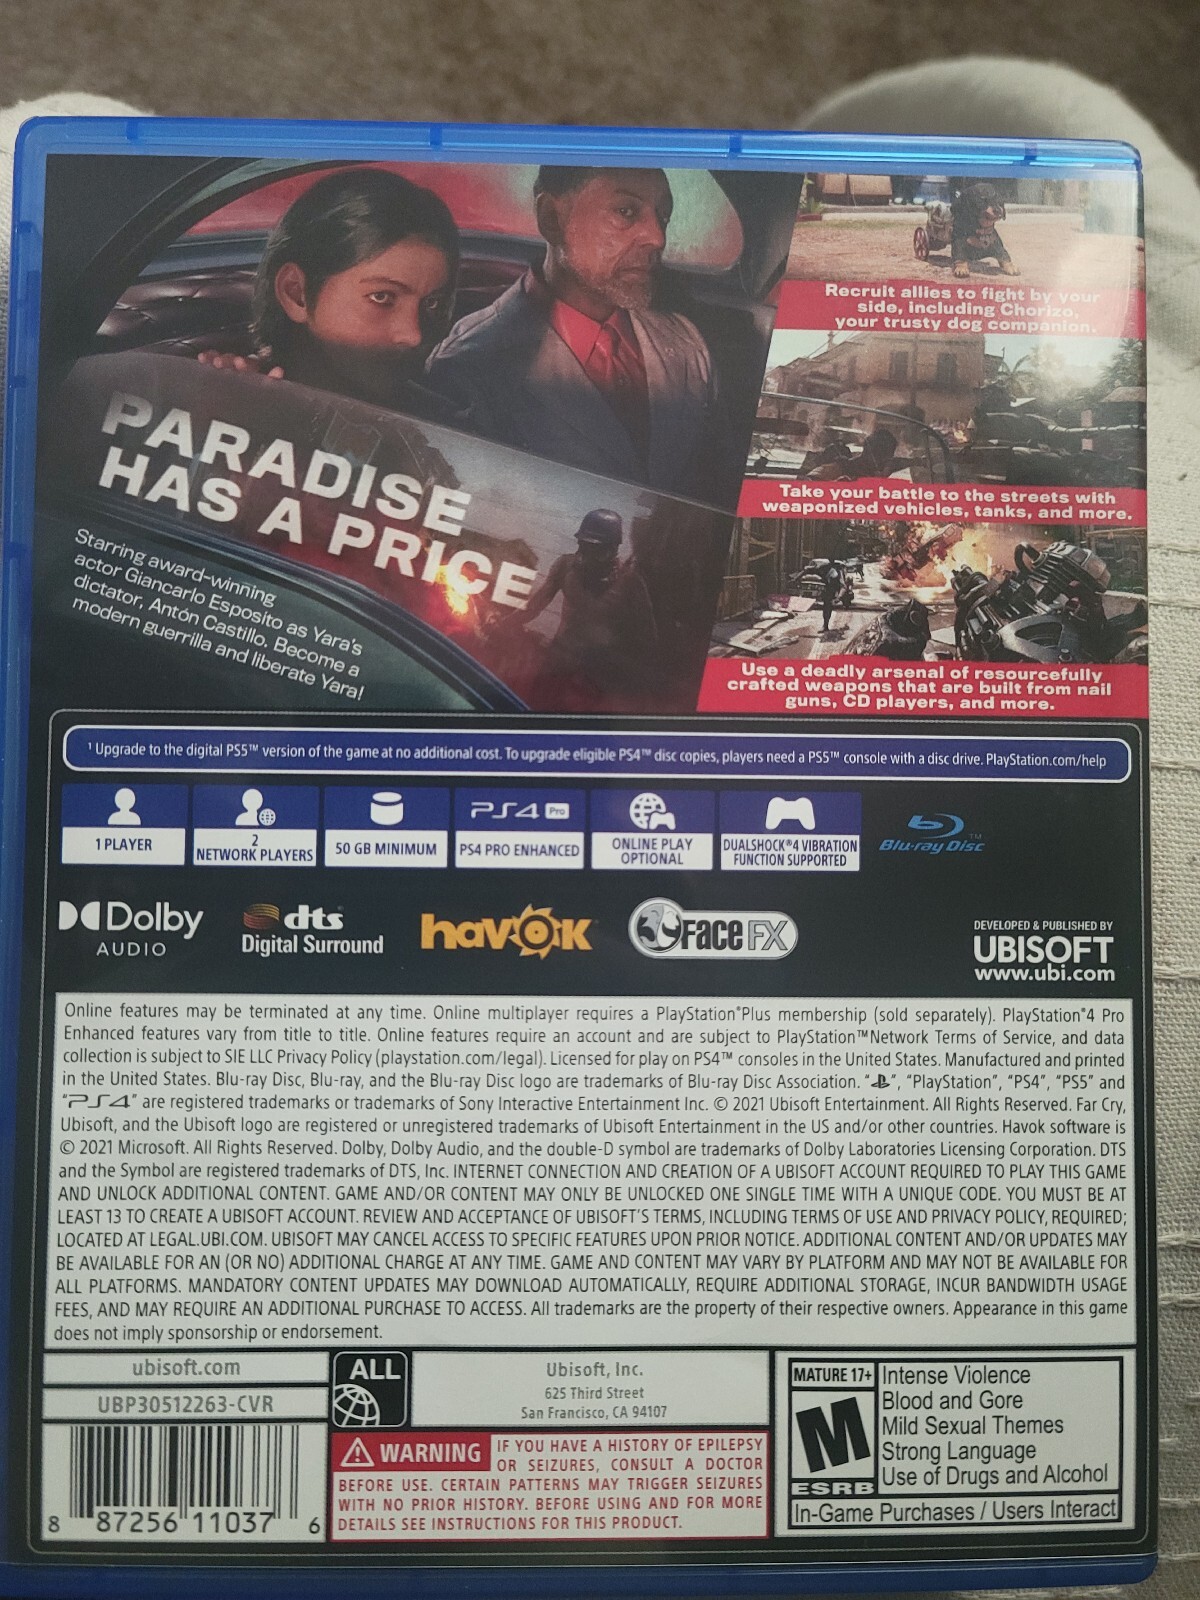 PARADISE
HAS A PRICE
Starring award-winning
actor Giancarlo Esposito as Yara's
dictator, Antón Castillo. Become a
modern guerrilla and liberate Yara!
Recruit allies to fight by your
side, including Chorizo,
your trusty dog companion.
Take your battle to the streets with
weaponized vehicles, tanks, and more.
Use a deadly arsenal of resourcefully
crafted weapons that are built from nail
guns, CD players, and more.
¹ Upgrade to the digital PS5™ version of the game at no additional cost. To upgrade eligible PS4™ disc copies, players need a PS5™ console with a disc drive. PlayStation.com/help
1 PLAYER
2
NETWORK PLAYERS
50 GB MINIMUM
PS4 Pro
PS4 PRO ENHANCED
ONLINE PLAY
OPTIONAL
DUALSHOCK®4 VIBRATION
FUNCTION SUPPORTED
Blu-ray Disc™
Dolby
AUDIO
dts
Digital Surround
havok
FACE FX
DEVELOPED & PUBLISHED BY
UBISOFT
www.ubi.com
Online features may be terminated at any time. Online multiplayer requires a PlayStation®Plus membership (sold separately). PlayStation®4 Pro
Enhanced features vary from title to title. Online features require an account and are subject to PlayStation™Network Terms of Service, and data
collection is subject to SIE LLC Privacy Policy (playstation.com/legal). Licensed for play on PS4™ consoles in the United States. Manufactured and printed
in the United States. Blu-ray Disc, Blu-ray, and the Blu-ray Disc logo are trademarks of Blu-ray Disc Association. "", "PlayStation", "PS4", "PS5" and
"PS4" are registered trademarks or trademarks of Sony Interactive Entertainment Inc. © 2021 Ubisoft Entertainment. All Rights Reserved. Far Cry,
Ubisoft, and the Ubisoft logo are registered or unregistered trademarks of Ubisoft Entertainment in the US and/or other countries. Havok software is
© 2021 Microsoft. All Rights Reserved. Dolby, Dolby Audio, and the double-D symbol are trademarks of Dolby Laboratories Licensing Corporation. DTS
and the Symbol are registered trademarks of DTS, Inc. INTERNET CONNECTION AND CREATION OF A UBISOFT ACCOUNT REQUIRED TO PLAY THIS GAME
AND UNLOCK ADDITIONAL CONTENT. GAME AND/OR CONTENT MAY ONLY BE UNLOCKED ONE SINGLE TIME WITH A UNIQUE CODE. YOU MUST BE AT
LEAST 13 TO CREATE A UBISOFT ACCOUNT. REVIEW AND ACCEPTANCE OF UBISOFT'S TERMS, INCLUDING TERMS OF USE AND PRIVACY POLICY, REQUIRED;
LOCATED AT LEGAL.UBI.COM. UBISOFT MAY CANCEL ACCESS TO SPECIFIC FEATURES UPON PRIOR NOTICE. ADDITIONAL CONTENT AND/OR UPDATES MAY
BE AVAILABLE FOR AN (OR NO) ADDITIONAL CHARGE AT ANY TIME. GAME AND CONTENT MAY VARY BY PLATFORM AND MAY NOT BE AVAILABLE FOR
ALL PLATFORMS. MANDATORY CONTENT UPDATES MAY DOWNLOAD AUTOMATICALLY, REQUIRE ADDITIONAL STORAGE, INCUR BANDWIDTH USAGE
FEES, AND MAY REQUIRE AN ADDITIONAL PURCHASE TO ACCESS. All trademarks are the property of their respective owners. Appearance in this game
does not imply sponsorship or endorsement.
ubisoft.com
UBP30512263-CVR
8 87256 11037 6
ALL
Ubisoft, Inc.
625 Third Street
San Francisco, CA 94107
WARNING IF YOU HAVE A HISTORY OF EPILEPSY
OR SEIZURES, CONSULT A DOCTOR
BEFORE USE. CERTAIN PATTERNS MAY TRIGGER SEIZURES
WITH NO PRIOR HISTORY. BEFORE USING AND FOR MORE
DETAILS SEE INSTRUCTIONS FOR THIS PRODUCT.
MATURE 17+
M
ESRB
Intense Violence
Blood and Gore
Mild Sexual Themes
Strong Language
Use of Drugs and Alcohol
In-Game Purchases / Users Interact